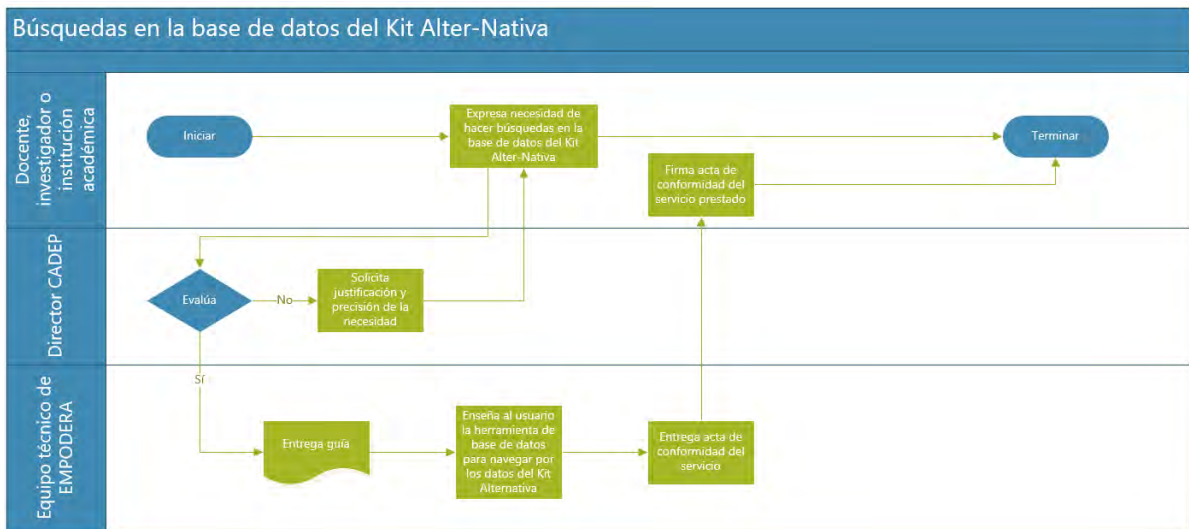 Búsquedas en la base de datos del Kit Alter-Nativa
Docente,
investigador o
institución
académica
Iniciar
Expresa necesidad de
hacer búsquedas en la
base de datos del Kit
Alter-Nativa
Terminar
Firma acta de
conformidad del
servicio prestado
Director CADEP
Evalúa
No
Solicita
justificación y
precisión de la
necesidad
Sí
Equipo técnico de
EMPODERA
Entrega guía
Enseña al usuario
la herramienta de
base de datos
para navegar por
los datos del Kit
Alternativa
Entrega acta de
conformidad del
servicio